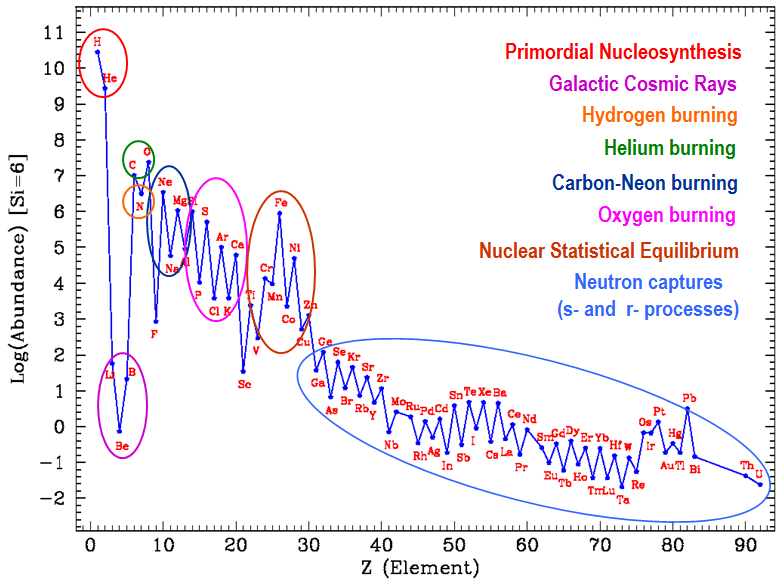 11
10
9
8
7
6
5
4
3
2
1
0
−1
−2
Log(Abundance) [Si=6]
0 10 20 30 40 50 60 70 80 90
Z (Element)
Primordial Nucleosynthesis
Galactic Cosmic Rays
Hydrogen burning
Helium burning
Carbon-Neon burning
Oxygen burning
Nuclear Statistical Equilibrium
Neutron captures
(s- and r- processes)
H
He
Li
Be
B
C
N
O
F
Ne
Na
Mg
Al
Si
P
S
Cl
Ar
K
Ca
Sc
Ti
V
Cr
Mn
Fe
Co
Ni
Cu
Zn
Ga
Ge
As
Se
Br
Kr
Rb
Sr
Y
Zr
Nb
Mo
Ru
Rh
Pd
Ag
Cd
In
Sn
Sb
Te
I
Xe
Cs
Ba
La
Ce
Pr
Nd
Sm
Eu
Gd
Tb
Dy
Ho
Er
Tm
Yb
Lu
Hf
Ta
W
Re
Os
Ir
Pt
Au
Hg
Tl
Pb
Bi
Th
U